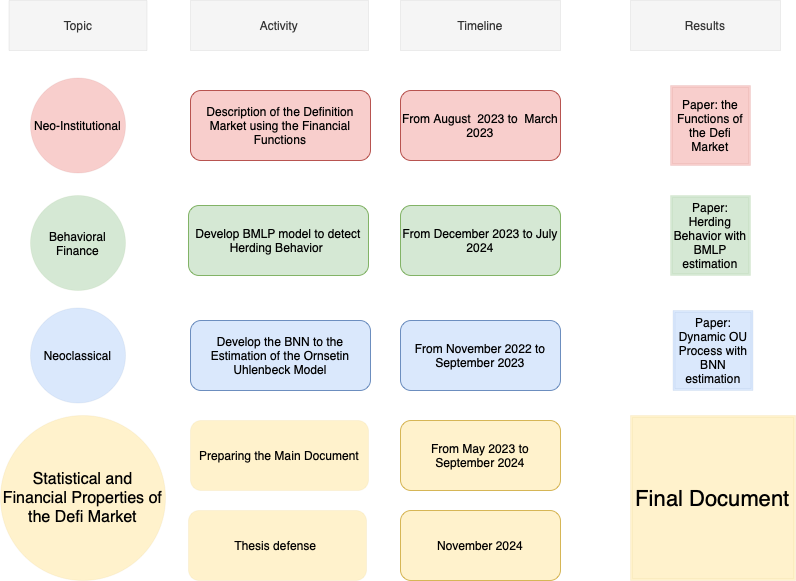 Topic
Activity
Timeline
Results
Neo-Institutional
Description of the Definition
Market using the Financial
Functions
From August  2023 to  March
2023
Paper: the
Functions of
the Defi
Market
Behavioral
Finance
Develop BMLP model to detect
Herding Behavior
From December 2023 to July
2024
Paper:
Herding
Behavior with
BMLP
estimation
Neoclassical
Develop the BNN to the
Estimation of the Ornsetin
Uhlenbeck Model
From November 2022 to
September 2023
Paper:
Dynamic OU
Process with
BNN
estimation
Statistical and
Financial Properties of
the Defi Market
Preparing the Main Document
From May 2023 to
September 2024
Thesis defense
November 2024
Final Document